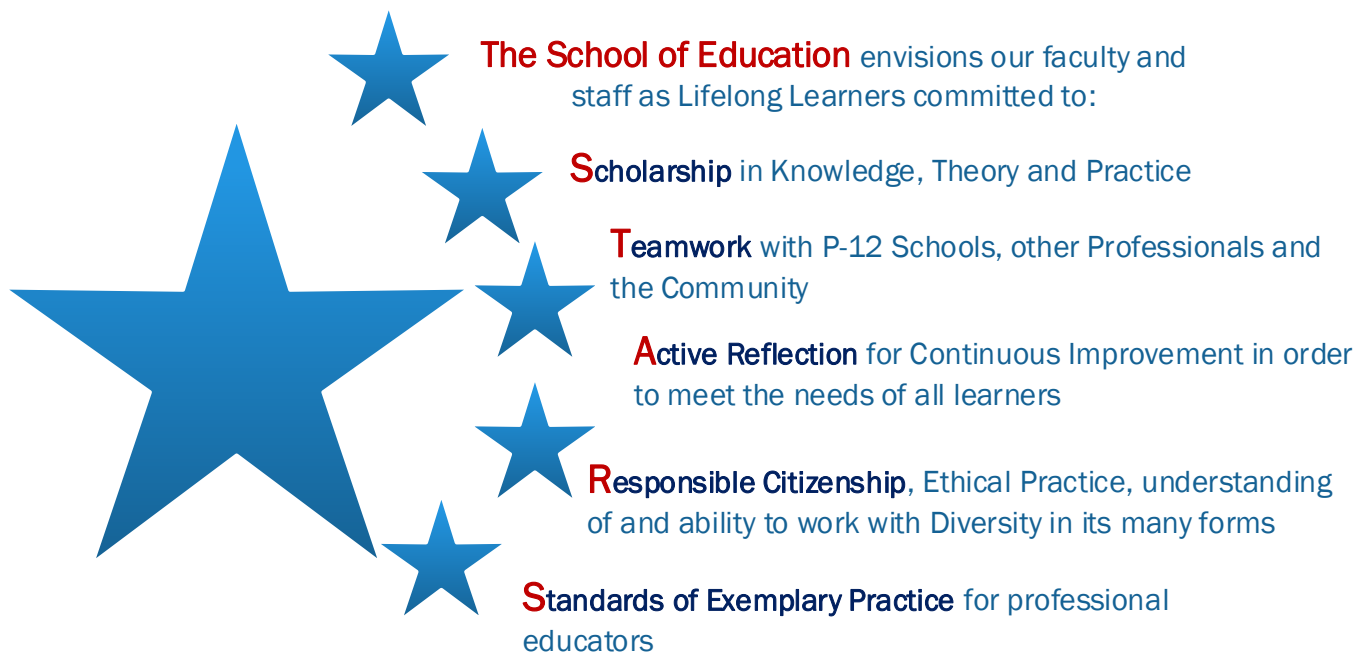 The School of Education envisions our faculty and
staff as Lifelong Learners committed to:
Scholarship in Knowledge, Theory and Practice
Teamwork with P-12 Schools, other Professionals and
the Community
Active Reflection for Continuous Improvement in order
to meet the needs of all learners
Responsible Citizenship, Ethical Practice, understanding
of and ability to work with Diversity in its many forms
Standards of Exemplary Practice for professional
educators